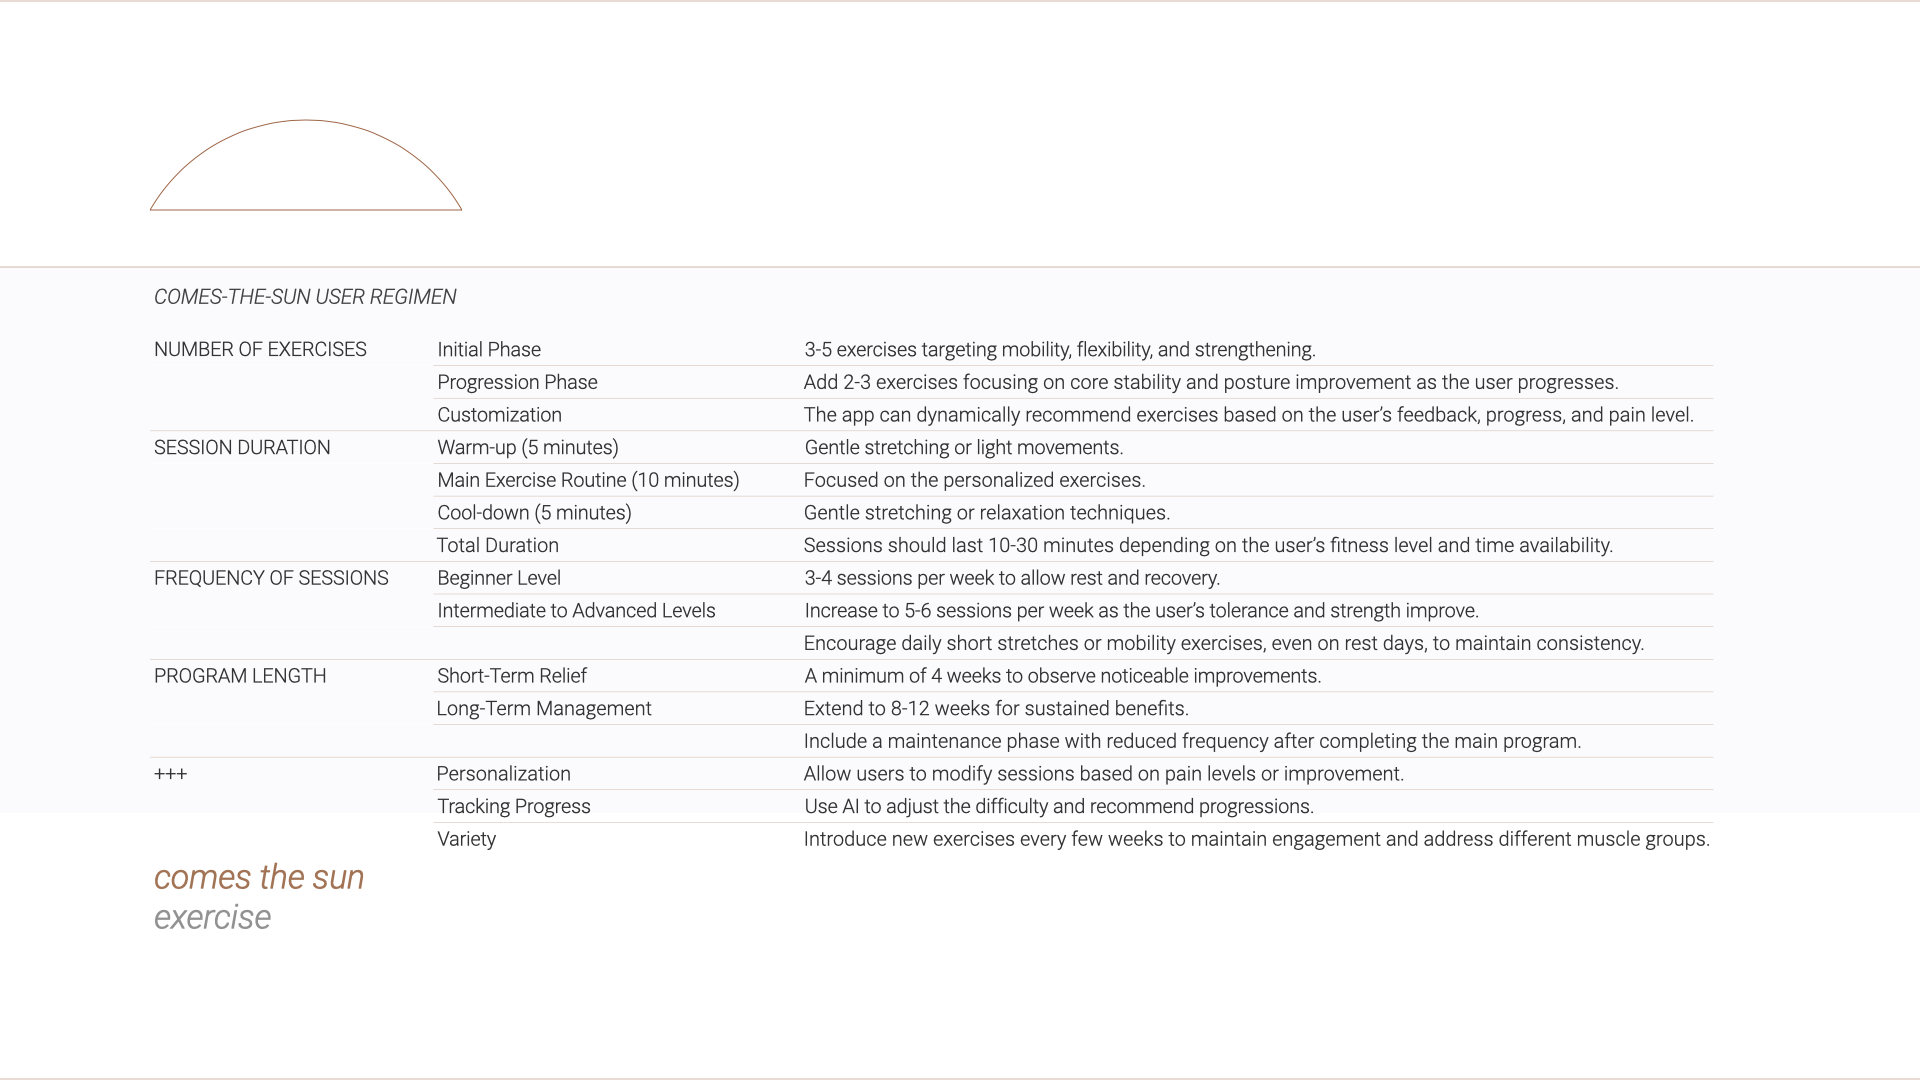 COMES-THE-SUN USER REGIMEN
NUMBER OF EXERCISES Initial Phase 3-5 exercises targeting mobility, flexibility, and strengthening.
Progression Phase Add 2-3 exercises focusing on core stability and posture improvement as the user progresses.
Customization The app can dynamically recommend exercises based on the user’s feedback, progress, and pain level.
SESSION DURATION Warm-up (5 minutes) Gentle stretching or light movements.
Main Exercise Routine (10 minutes) Focused on the personalized exercises.
Cool-down (5 minutes) Gentle stretching or relaxation techniques.
Total Duration Sessions should last 10-30 minutes depending on the user’s fitness level and time availability.
FREQUENCY OF SESSIONS Beginner Level 3-4 sessions per week to allow rest and recovery.
Intermediate to Advanced Levels Increase to 5-6 sessions per week as the user’s tolerance and strength improve.
Encourage daily short stretches or mobility exercises, even on rest days, to maintain consistency.
PROGRAM LENGTH Short-Term Relief A minimum of 4 weeks to observe noticeable improvements.
Long-Term Management Extend to 8-12 weeks for sustained benefits.
Include a maintenance phase with reduced frequency after completing the main program.
+++ Personalization Allow users to modify sessions based on pain levels or improvement.
Tracking Progress Use AI to adjust the difficulty and recommend progressions.
Variety Introduce new exercises every few weeks to maintain engagement and address different muscle groups.
comes the sun
exercise